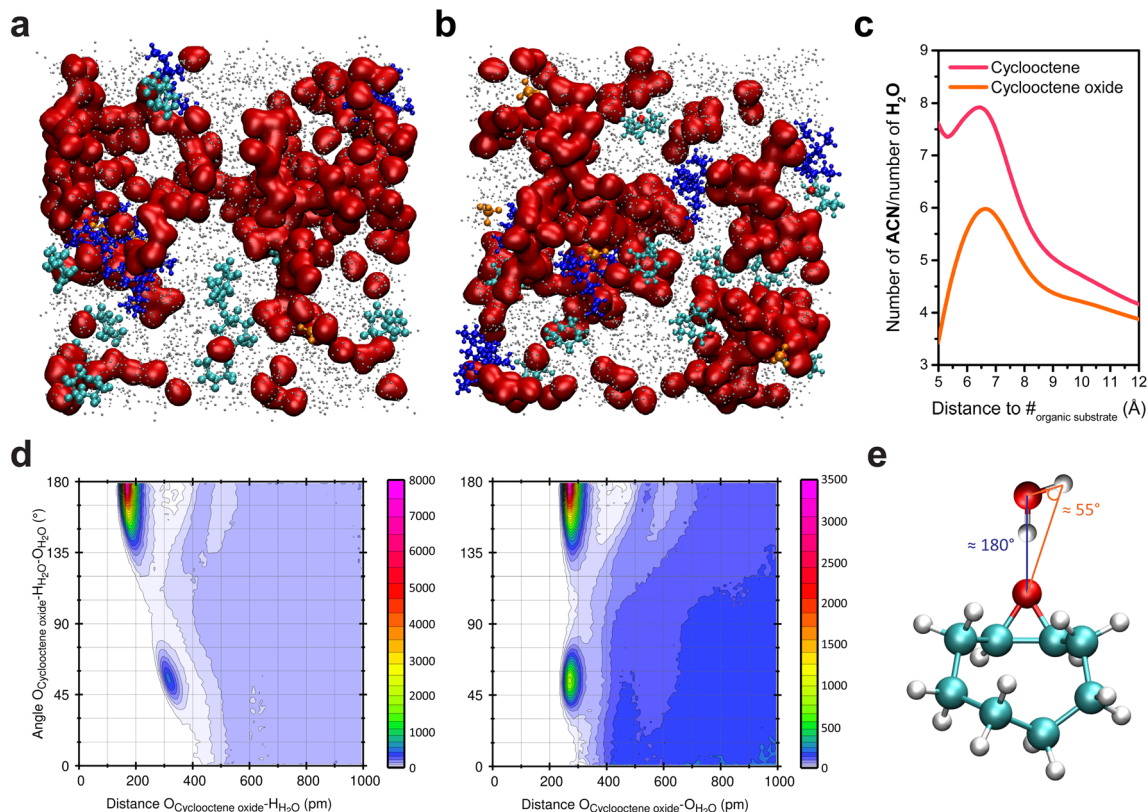 a
b
c
9
8
7
6
5
4
3
Number of ACN/number of H2O
Cyclooctene
Cyclooctene oxide
5 6 7 8 9 10 11 12
Distance to #organic substrate (Å)
d
Angle OCyclooctene oxide-HH2O-OH2O (°)
180
135
90
45
0
0 200 400 600 800 1000
Distance OCyclooctene oxide-HH2O (pm)
8000
7000
6000
5000
4000
3000
2000
1000
0
180
135
90
45
0
0 200 400 600 800 1000
Distance OCyclooctene oxide-OH2O (pm)
3500
3000
2500
2000
1500
1000
500
0
e
≈ 55°
≈ 180°